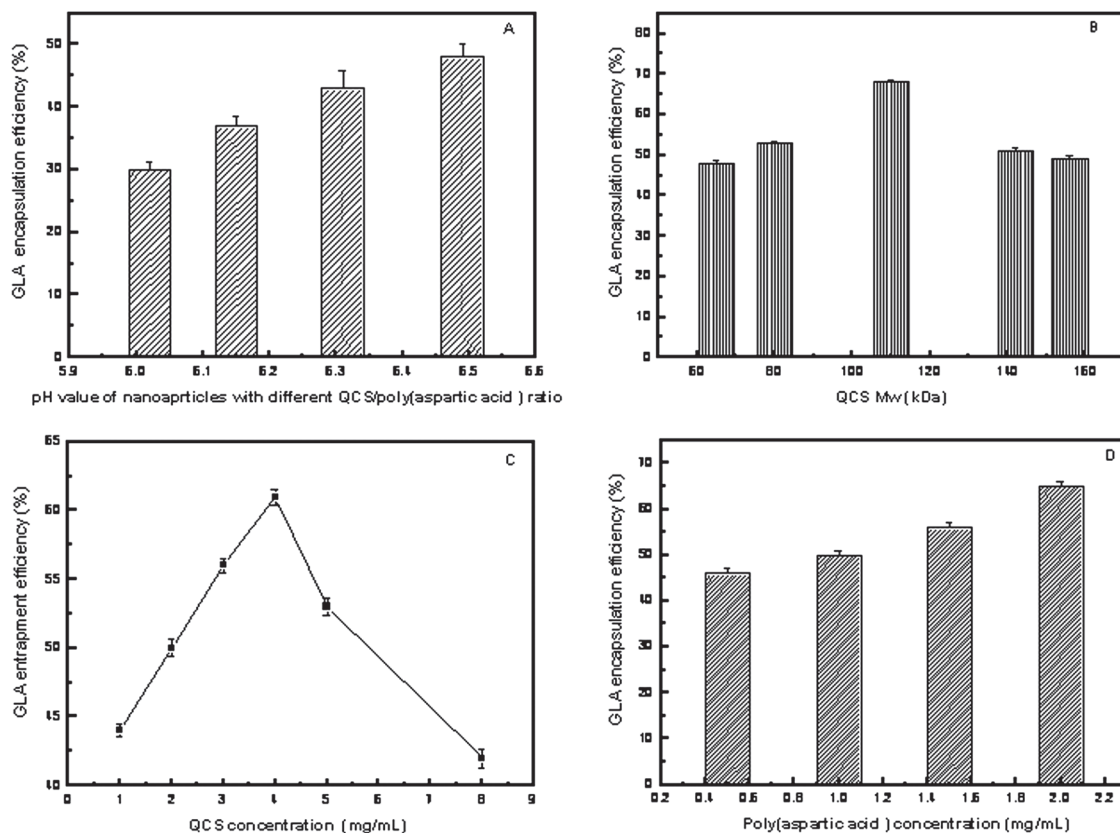 A
GLA encapsulation efficiency (%)
50
40
30
20
10
0
5.9 6.0 6.1 6.2 6.3 6.4 6.5 6.6
pH value of nanoaprticles with different QCS/poly(aspartic acid ) ratio
B
GLA encapsulation efficiency (%)
80
70
60
50
40
30
20
10
0
60 80 100 120 140 160
QCS Mw (kDa)
C
GLA entrapment efficiency (%)
65
60
55
50
45
40
0 1 2 3 4 5 6 7 8 9
QCS concentration (mg/mL)
D
GLA encapsulation efficiency (%)
70
60
50
40
30
20
10
0
0.2 0.4 0.6 0.8 1.0 1.2 1.4 1.6 1.8 2.0 2.2
Poly(aspartic acid ) concentration (mg/mL)